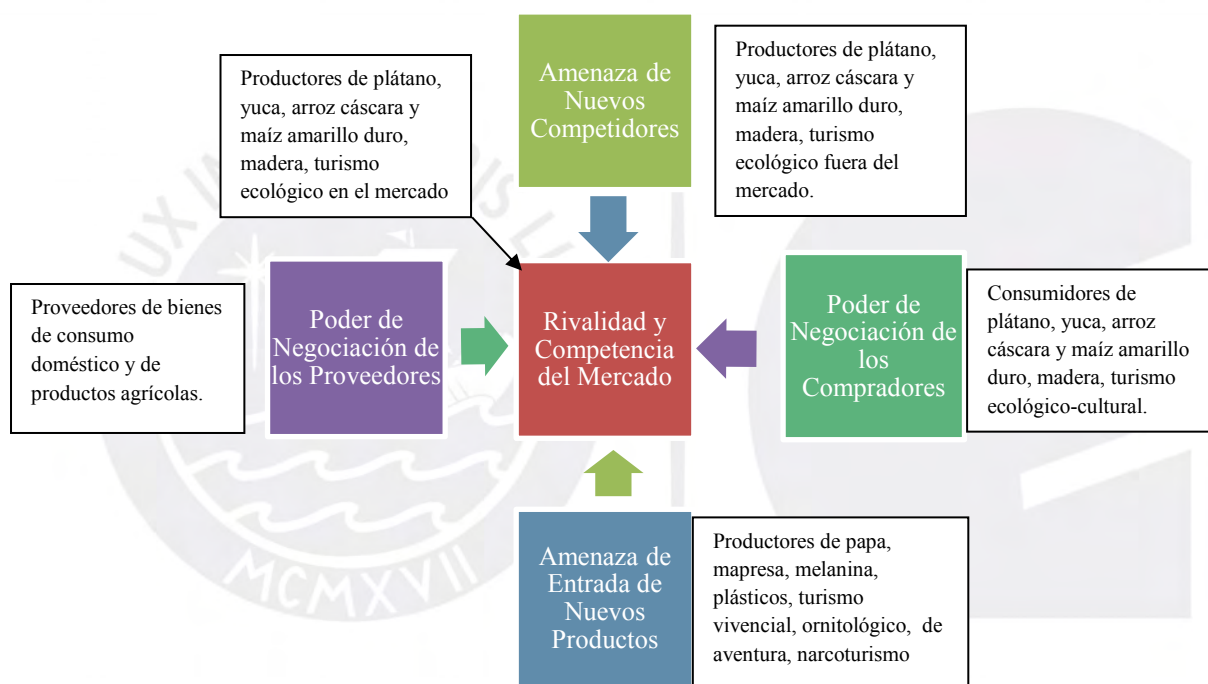 Productores de plátano,
yuca, arroz cáscara y
maíz amarillo duro,
madera, turismo
ecológico en el mercado
Amenaza de
Nuevos
Competidores
Productores de plátano,
yuca, arroz cáscara y
maíz amarillo duro,
madera, turismo
ecológico fuera del
mercado.
Proveedores de bienes
de consumo
doméstico y de
productos agrícolas.
Poder de
Negociación de
los Proveedores
Rivalidad y
Competencia
del Mercado
Poder de
Negociación de
los
Compradores
Consumidores de
plátano, yuca, arroz
cáscara y maíz amarillo
duro, madera, turismo
ecológico-cultural.
Amenaza de
Entrada de
Nuevos
Productos
Productores de papa,
mapresa, melanina,
plásticos, turismo
vivencial, ornitológico, de
aventura, narcoturismo
MCMXVII